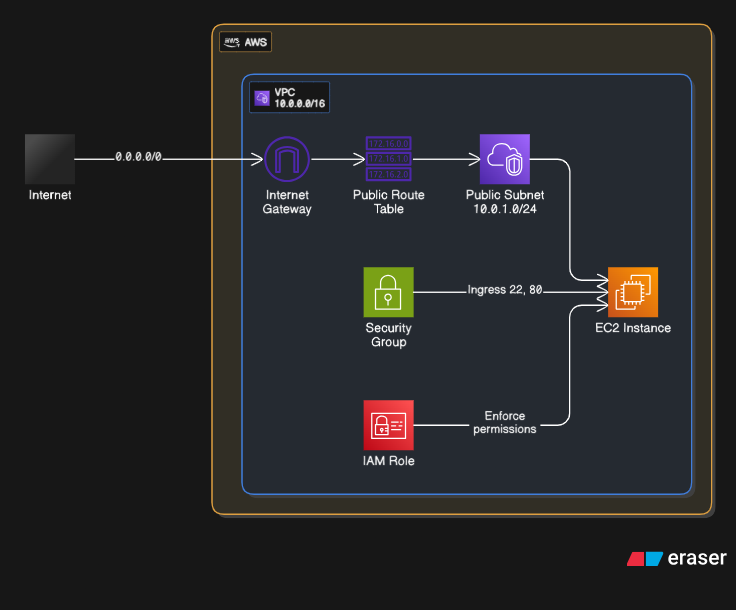 aws AWS
VPC
10.0.0.0/16
0.0.0.0/0
172.16.0.0
172.16.1.0
172.16.2.0
Internet
Internet
Gateway
Public Route
Table
Public Subnet
10.0.1.0/24
Ingress 22, 80
Security
Group
EC2 Instance
Enforce
permissions
IAM Role
eraser